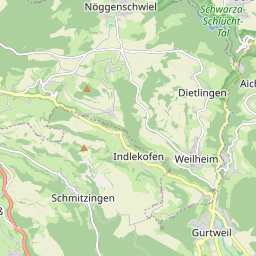 Nöggenschwiel
Schwarza-
Schlucht-
Tal
Dietlingen
Aich
Indlekofen
Weilheim
Schmitzingen
Gurtweil